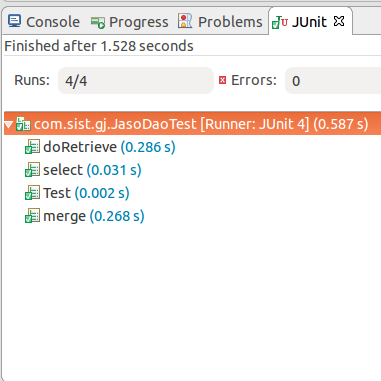 Console Progress Problems JU JUnit
Finished after 1.528 seconds
Runs: 4/4 Errors: 0
com.sist.gj.JasoDaoTest [Runner: JUnit 4] (0.587 s)
doRetrieve (0.286 s)
select (0.031 s)
Test (0.002 s)
merge (0.268 s)